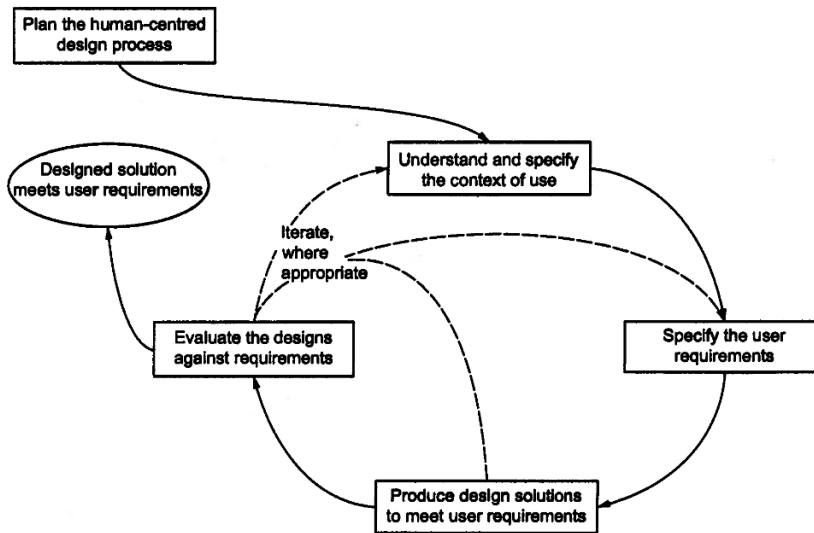 Plan the human-centred
design process
Understand and specify
the context of use
Designed solution
meets user requirements
Iterate,
where
appropriate
Evaluate the designs
against requirements
Specify the user
requirements
Produce design solutions
to meet user requirements